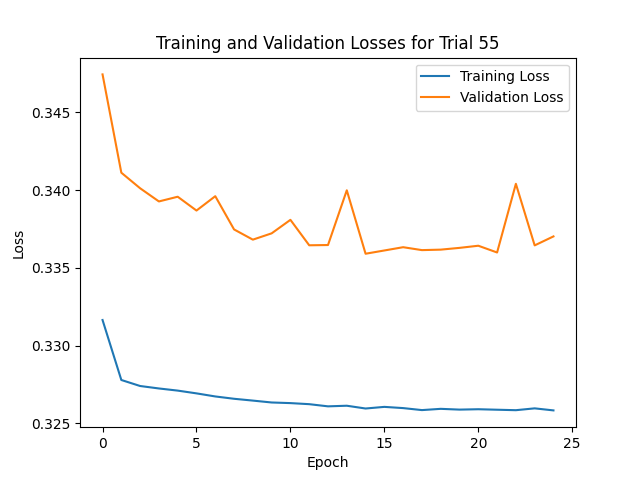 Training and Validation Losses for Trial 55
Training Loss
Validation Loss
0.345
0.340
0.335
0.330
0.325
Loss
0
5
10
15
20
25
Epoch